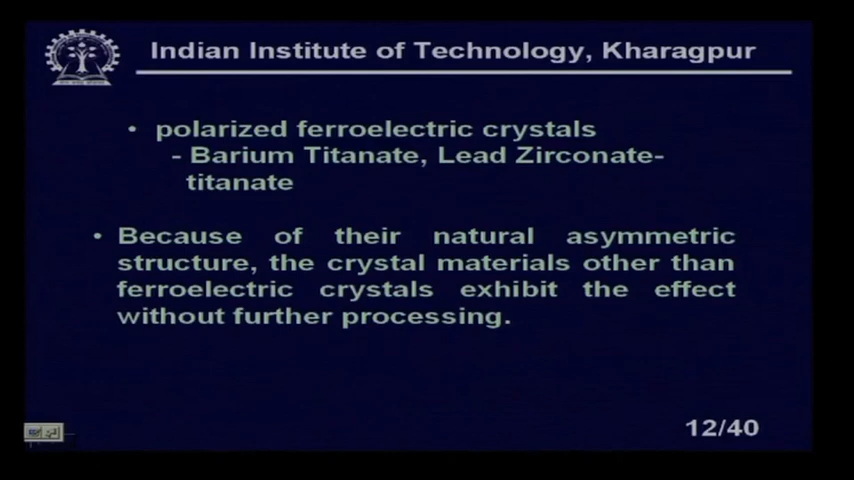 Indian Institute of Technology, Kharagpur
• polarized ferroelectric crystals
- Barium Titanate, Lead Zirconate-
titanate
• Because of their natural asymmetric
structure, the crystal materials other than
ferroelectric crystals exhibit the effect
without further processing.
12/40